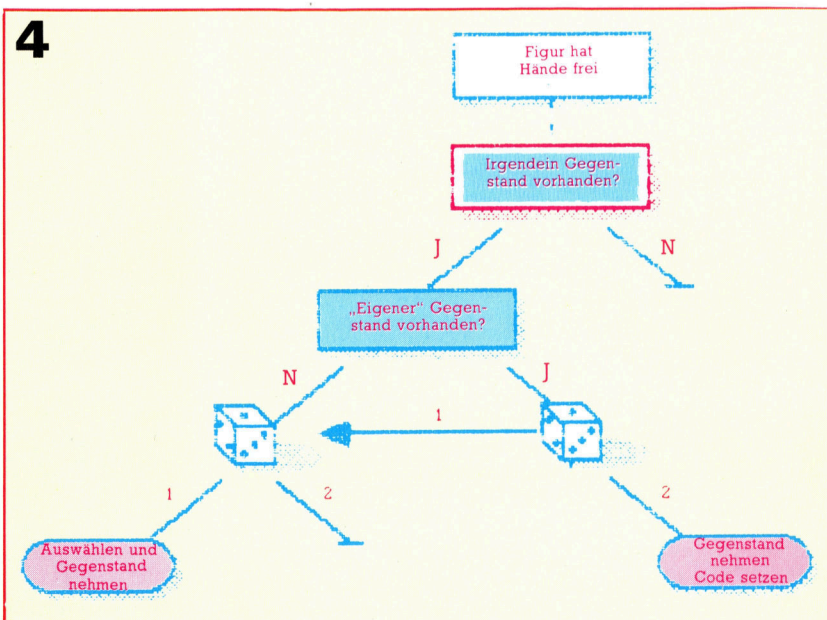 4
Figur hat
Hände frei
Irgendein Gegen-
stand vorhanden?
J
N
„Eigener“ Gegen-
stand vorhanden?
N
J
1
1
2
2
Auswählen und
Gegenstand
nehmen
Gegenstand
nehmen
Code setzen